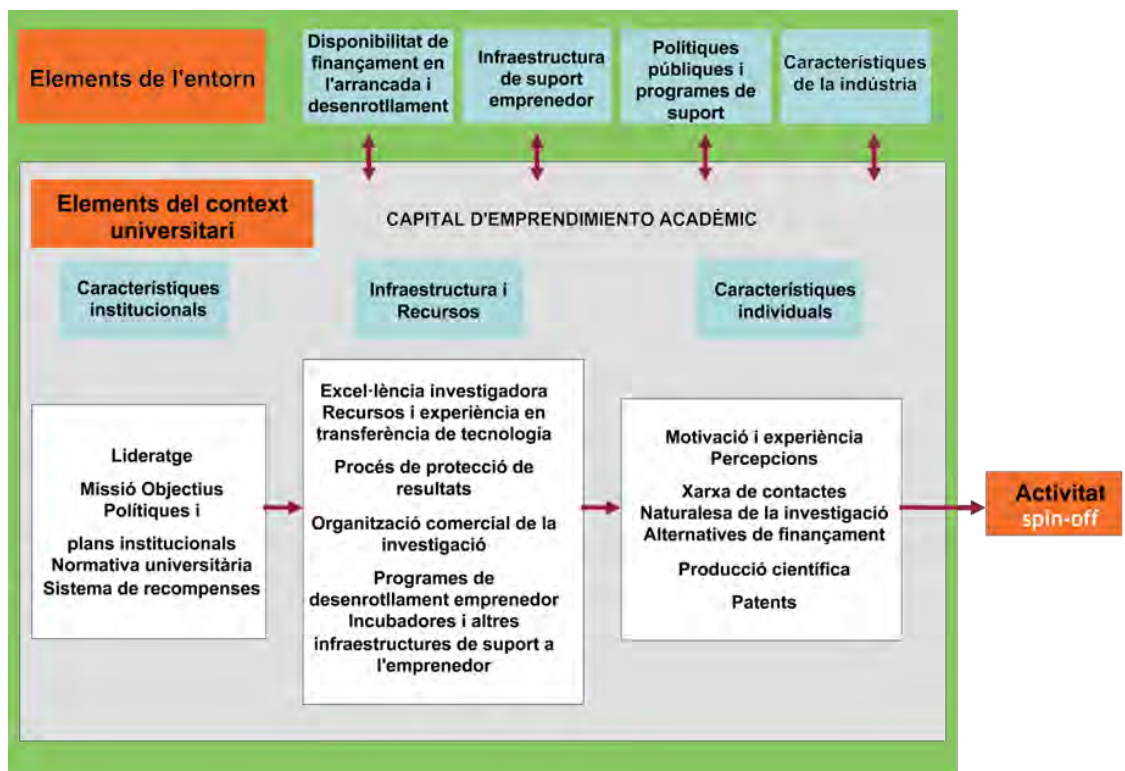 Elements de l'entorn
Disponibilitat de
finançament en
l'arrancada i
desenrotllament
Infraestructura
de suport
emprenedor
Polítiques
públiques i
programes de
suport
Característiques
de la indústria
Elements del context
universitari
CAPITAL D'EMPRENDIMIENTO ACADÈMIC
Característiques
institucionals
Infraestructura i
Recursos
Característiques
individuals
Lideratge
Missió Objectius
Polítiques i
plans institucionals
Normativa universitària
Sistema de recompenses
Excel·lència investigadora
Recursos i experiència en
transferència de tecnologia
Procés de protecció de
resultats
Organització comercial de la
investigació
Programes de
desenrotllament emprenedor
Incubadores i altres
infraestructures de suport a
l'emprenedor
Motivació i experiència
Percepcions
Xarxa de contactes
Naturalesa de la investigació
Alternatives de finançament
Producció científica
Patents
Activitat
spin-off